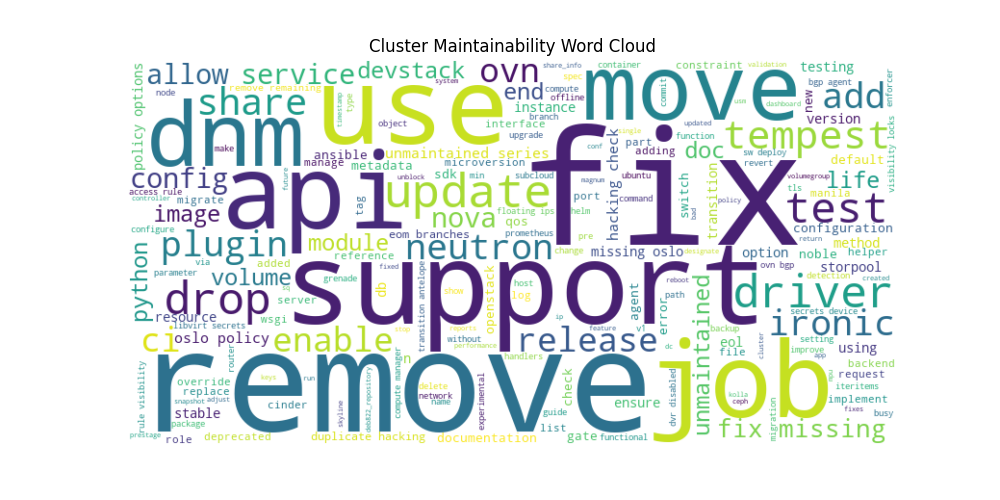 Cluster Maintainability Word Cloud
policy options
allow
service
devstack
ovn
share_info
container
constraint
testing
bgp agent
enforcer
node
remove remaining
timestamp
type
system
offline
spec
compute
move
commit
usm
validation
dashboard
new
add
share
use
end
instance
branch
updated
version
dnm
make
object
interface
upgrade
conf
single
function
tempest
visibility locks
ansible
manage
unmaintained series
microversion
part
adding
hacking check
doc
sw deploy
revert
default
config
metadata
sdk
min
subcloud
magnum
ubuntu
volumegroup
life
access rule
controller
migrate
future
api
unblock
update
fix
command
switch
transition
tls
manila
policy
load
test
image
tag
nova
floating ips
helm
port
configuration
return
configure
qos
prometheus
pre
designate
method
python
plugin
eom branches
module
neutron
change
missing oslo
option
noble
helper
via
added
reference
ovn bgp
storpool
parameter
volume
grenade
db
fixed
support
show
openstack
host
log
agent
error
reboot
path
detection
created
drop
server
transition antelope
driver
secrets device
resource
wsgi
ip
feature
vl
backup
setting
ironic
libvirt secrets
stop
reports
without
release
dc
unmaintained
eol
cluster
improve
app
using
ci
oslo policy
enable
performance
file
backend
router
handlers
check
request
rule visibility
override
keys
run
remove
job
iteritems
replace
compute manager
delete
dvr disabled
kolla
implement
snapshot
adjust
skyline
deb822_repository
network
name
experimental
ensure
ceph
fixes
busy
stable
cinder
guide
list
migration
package
prestage
role
deprecated
duplicate hacking
documentation
gate
functional
fix missing